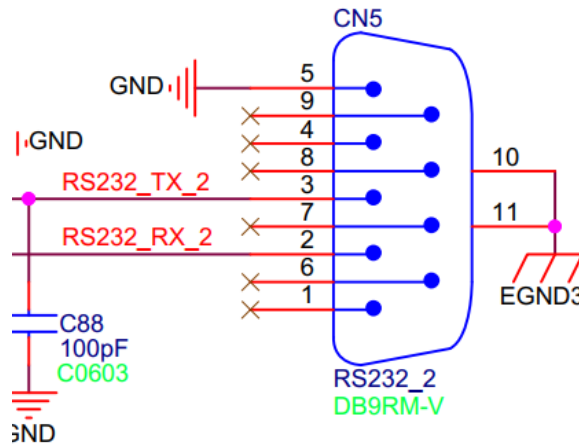 CN5
GND
5
9
4
8
3
7
2
6
1
10
11
GND
RS232_TX_2
RS232_RX_2
EGND3
C88
100pF
C0603
GND
RS232_2
DB9RM-V